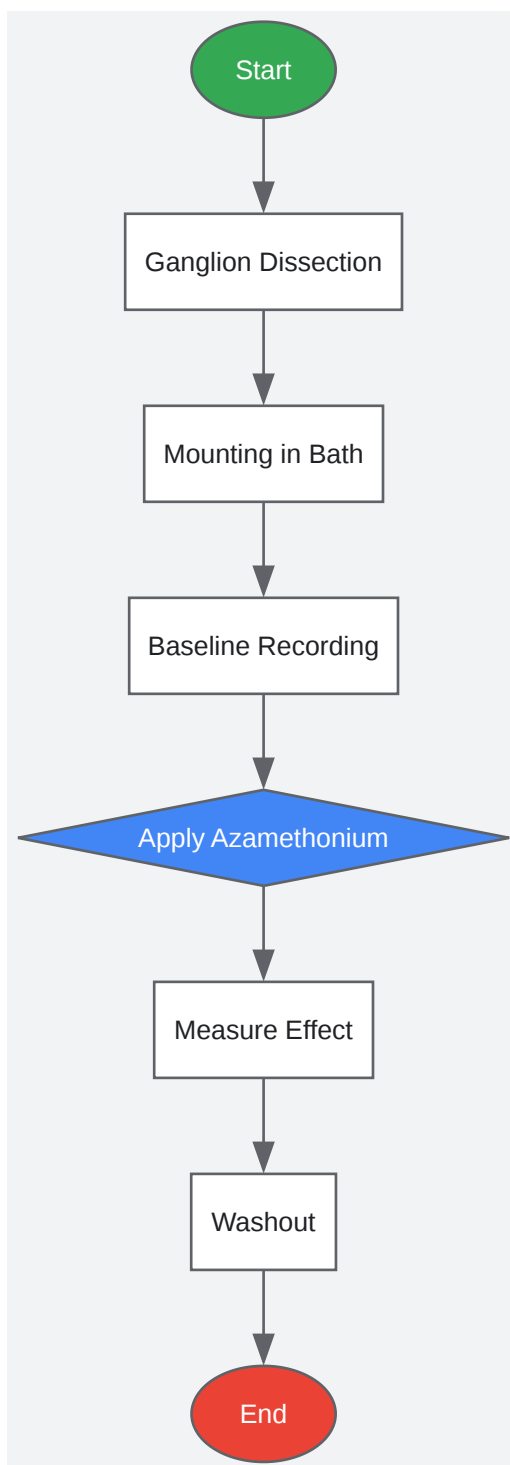 Start
Ganglion Dissection
Mounting in Bath
Baseline Recording
Apply Azamethonium
Measure Effect
Washout
End